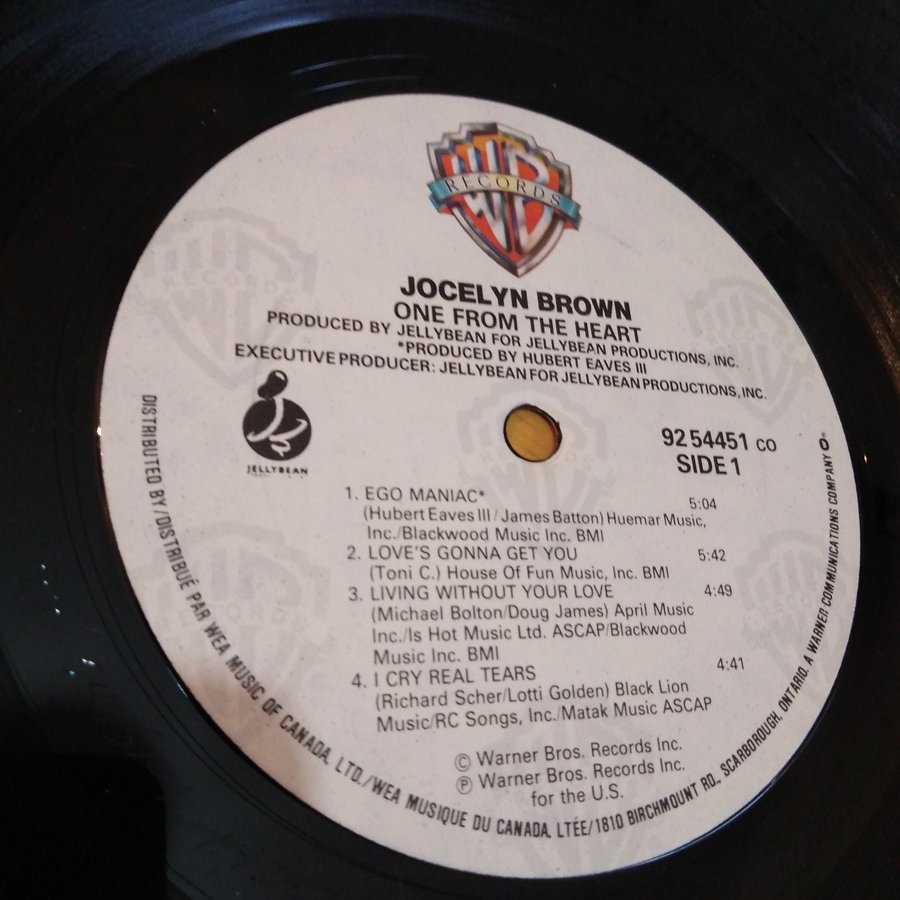 RECORDS
JOCELYN BROWN
ONE FROM THE HEART
PRODUCED BY JELLYBEAN FOR JELLYBEAN PRODUCTIONS, INC.
*PRODUCED BY HUBERT EAVES III
EXECUTIVE PRODUCER: JELLYBEAN FOR JELLYBEAN PRODUCTIONS, INC.
JELLYBEAN
92 54451 CO
SIDE 1
1. EGO MANIAC* 5:04
(Hubert Eaves III / James Batton) Huemar Music,
Inc./Blackwood Music Inc. BMI
2. LOVE'S GONNA GET YOU 5:42
(Toni C.) House Of Fun Music, Inc. BMI
3. LIVING WITHOUT YOUR LOVE 4:49
(Michael Bolton/Doug James) April Music
Inc./Is Hot Music Ltd. ASCAP/Blackwood
Music Inc. BMI
4. I CRY REAL TEARS 4:41
(Richard Scher/Lotti Golden) Black Lion
Music/RC Songs, Inc./Matak Music ASCAP
© Warner Bros. Records Inc.
℗ Warner Bros. Records Inc.
for the U.S.
DISTRIBUTED BY/DISTRIBUÉ PAR WEA MUSIC OF CANADA, LTD./WEA MUSIQUE DU CANADA, LTÉE/1810 BIRCHMOUNT RD., SCARBOROUGH, ONTARIO. A WARNER COMMUNICATIONS COMPANY